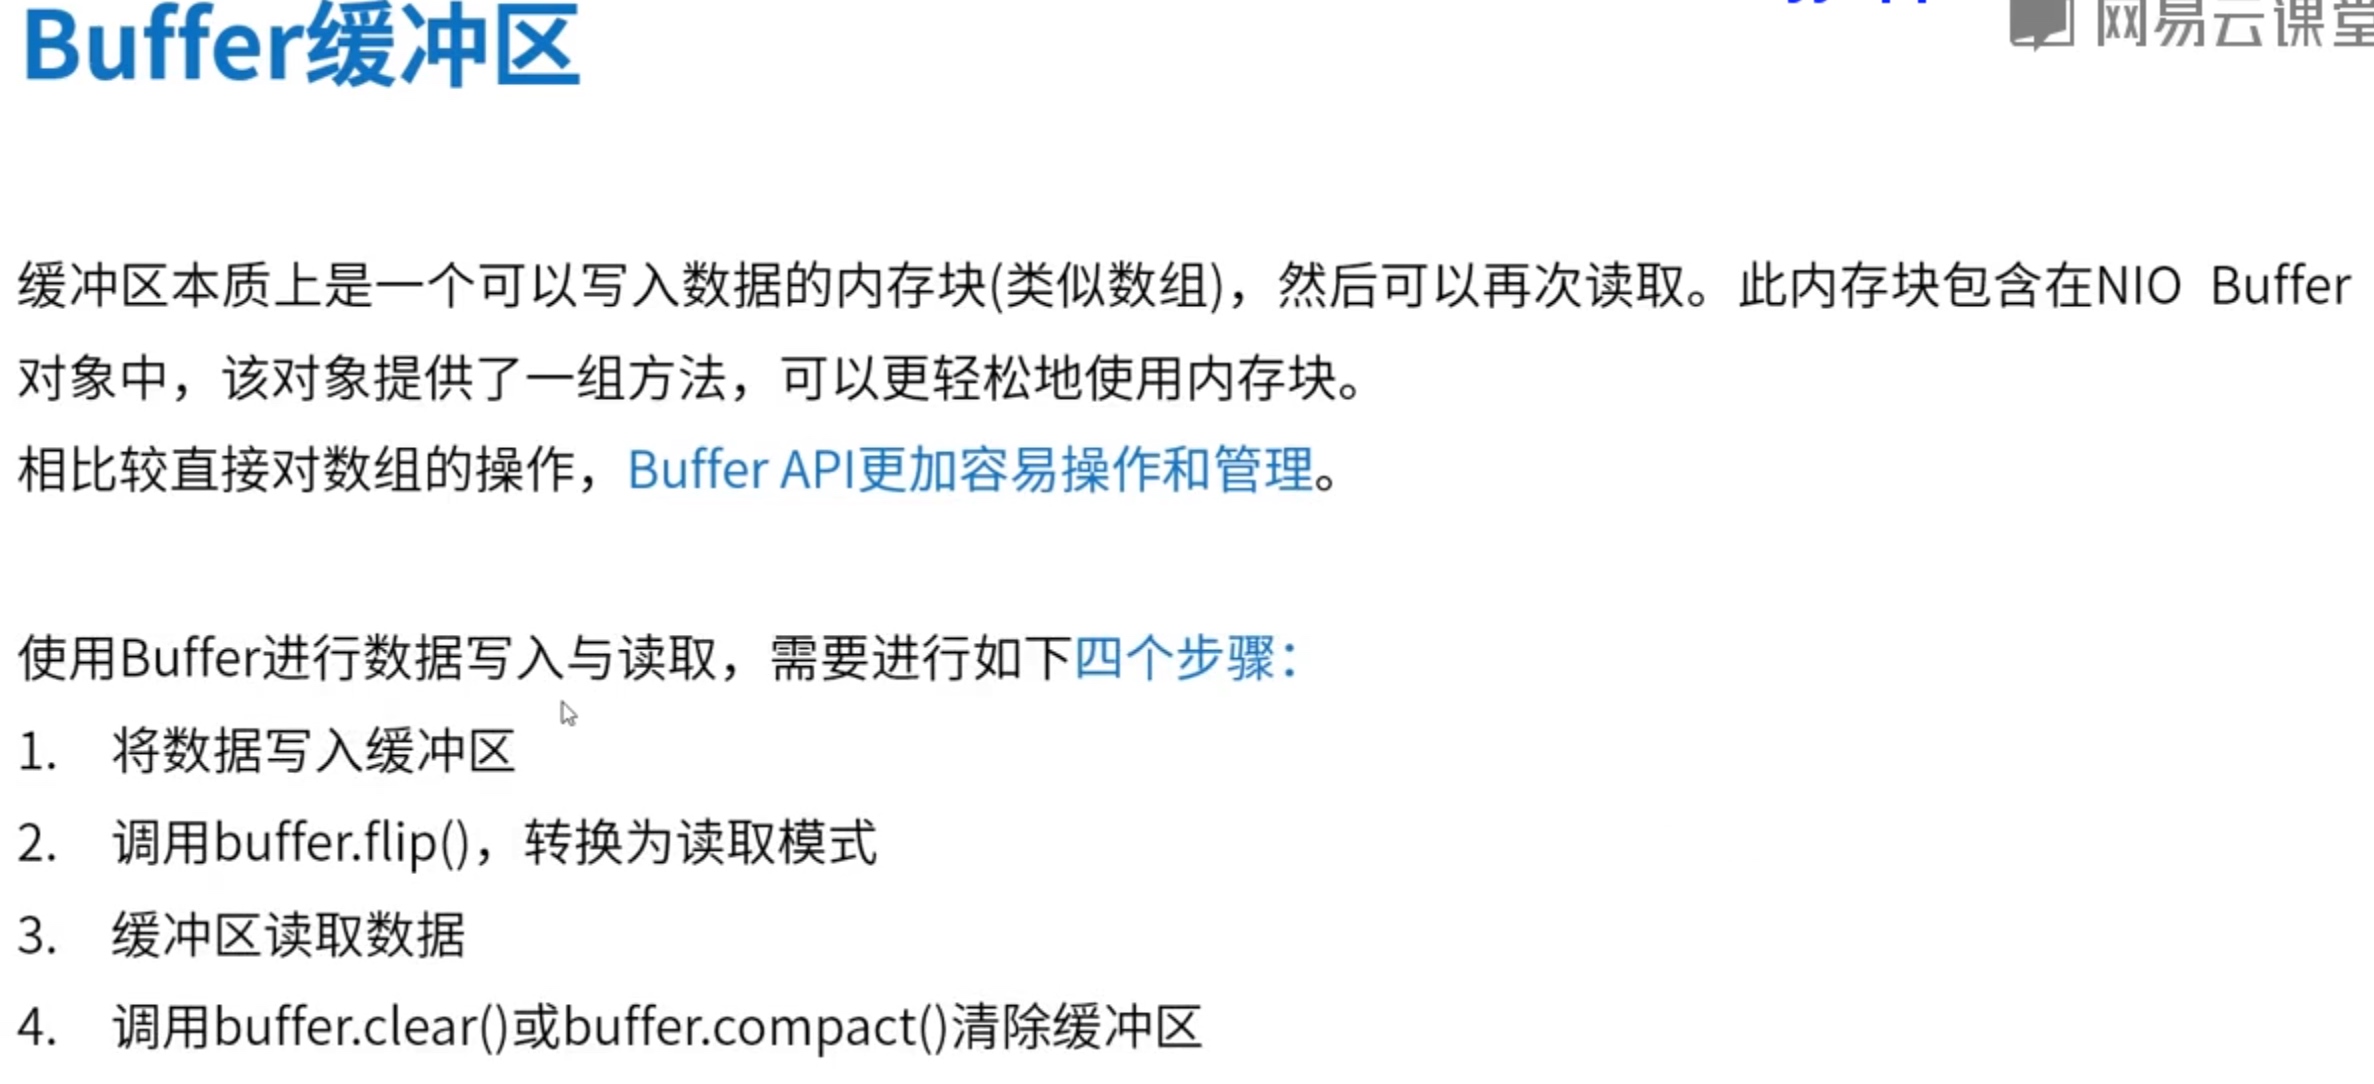 Buffer缓冲区
网易云课堂
缓冲区本质上是一个可以写入数据的内存块(类似数组)，然后可以再次读取。此内存块包含在NIO Buffer
对象中，该对象提供了一组方法，可以更轻松地使用内存块。
相比较直接对数组的操作，Buffer API更加容易操作和管理。
使用Buffer进行数据写入与读取，需要进行如下四个步骤：
1. 将数据写入缓冲区
2. 调用buffer.flip()，转换为读取模式
3. 缓冲区读取数据
4. 调用buffer.clear()或buffer.compact()清除缓冲区